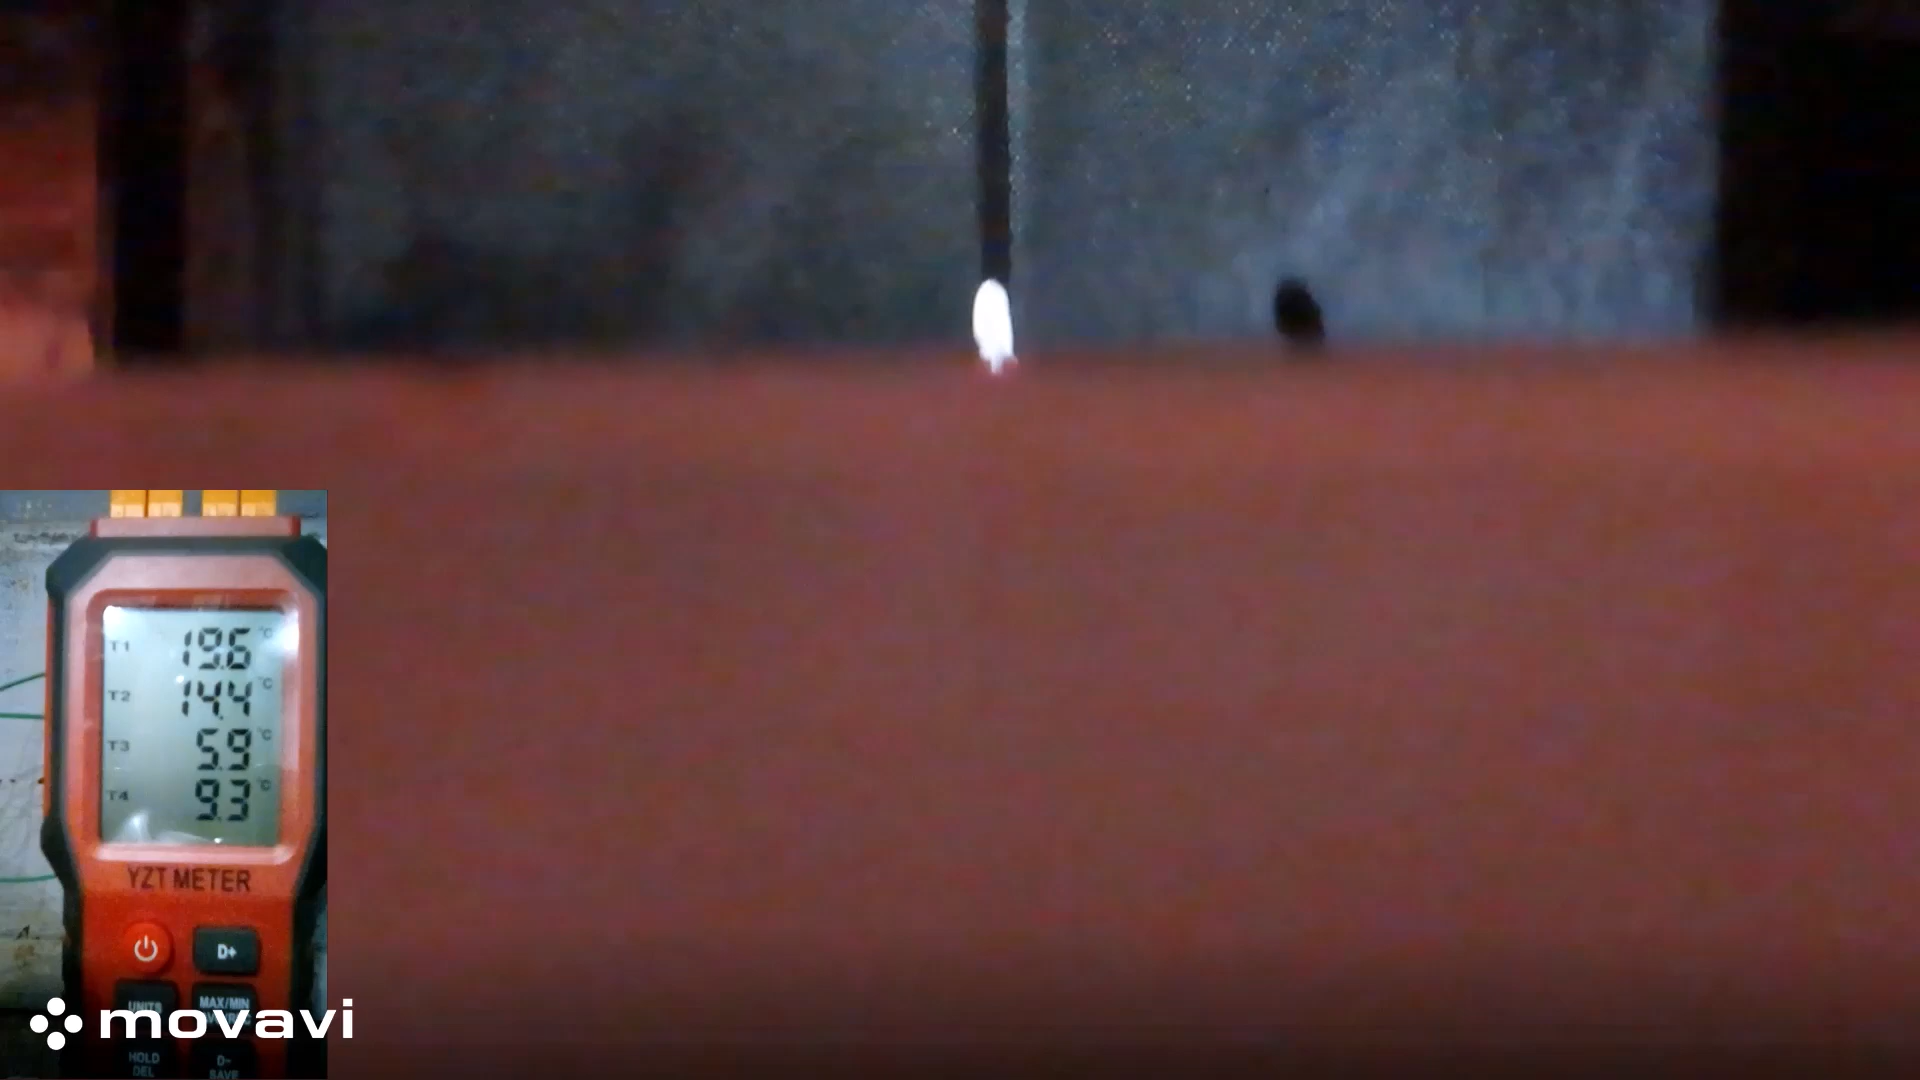 T1 19.6 °C
T2 14.4 °C
T3 5.9 °C
T4 9.3 °C
YZT METER
D+
UNITS MAX/MIN
movavi
HOLD D-
DEL SAVE